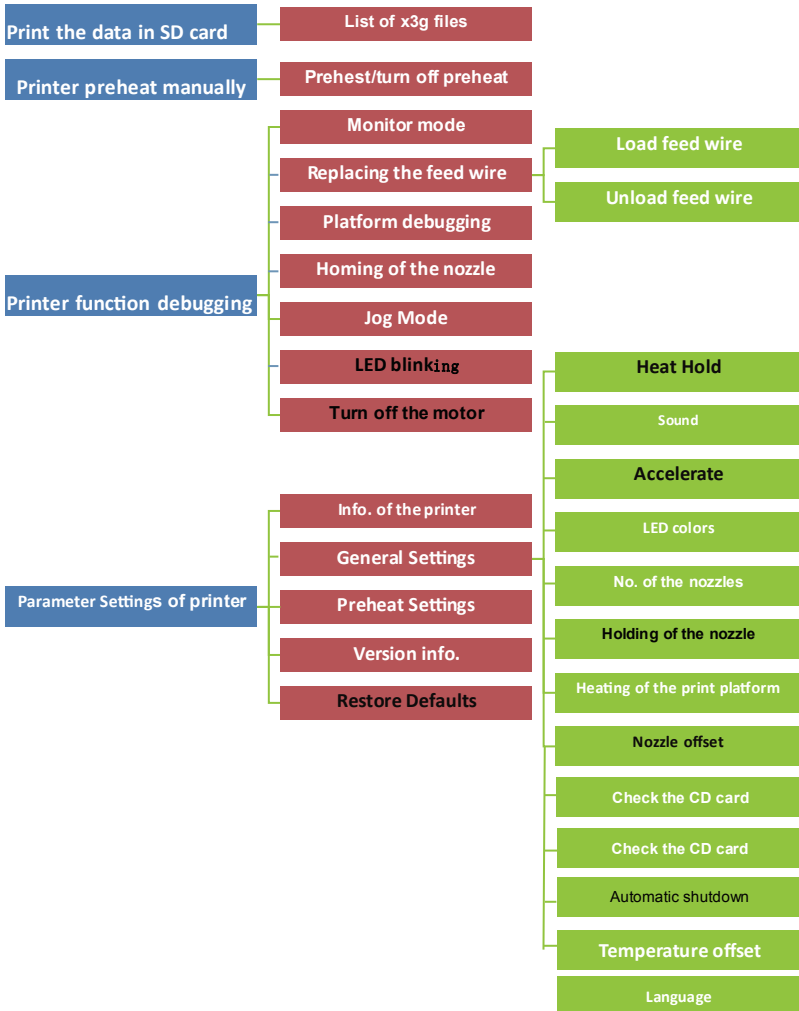 Print the data in SD card
List of x3g files
Printer preheat manually
Prehest/turn off preheat
Printer function debugging
Monitor mode
Replacing the feed wire
Load feed wire
Unload feed wire
Platform debugging
Homing of the nozzle
Jog Mode
LED blinking
Turn off the motor
Parameter Settings of printer
Info. of the printer
General Settings
Heat Hold
Sound
Accelerate
LED colors
No. of the nozzles
Holding of the nozzle
Heating of the print platform
Nozzle offset
Check the CD card
Check the CD card
Automatic shutdown
Temperature offset
Language
Preheat Settings
Version info.
Restore Defaults